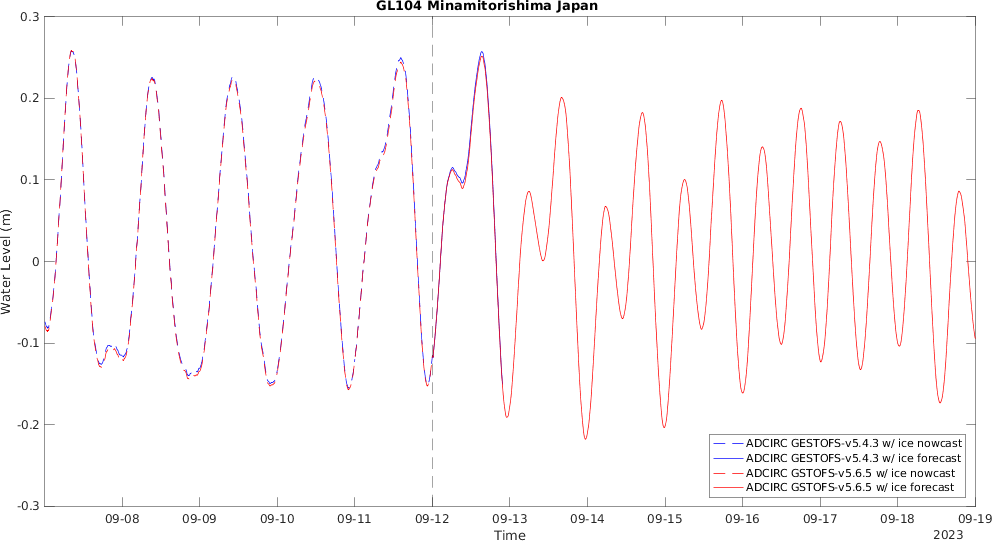 GL104 Minamitorishima Japan
0.3
0.2
0.1
0
-0.1
-0.2
-0.3
Water Level (m)
09-08 09-09 09-10 09-11 09-12 09-13 09-14 09-15 09-16 09-17 09-18 09-19
Time
2023
ADCIRC GESTOFS-v5.4.3 w/ ice nowcast
ADCIRC GESTOFS-v5.4.3 w/ ice forecast
ADCIRC GSTOFS-v5.6.5 w/ ice nowcast
ADCIRC GSTOFS-v5.6.5 w/ ice forecast